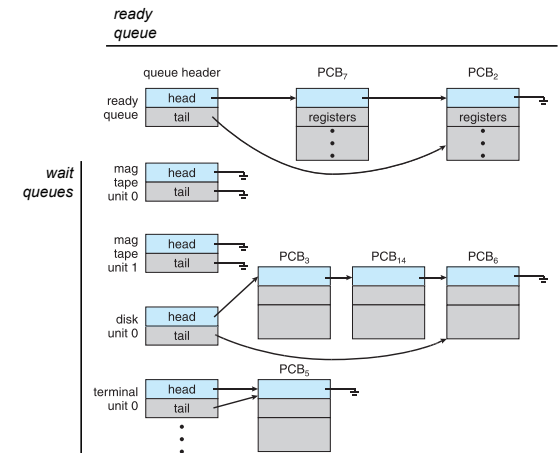 ready
queue
queue header
PCB7
PCB2
ready
queue
head
tail
registers
registers
wait
queues
mag
tape
unit 0
head
tail
mag
tape
unit 1
head
tail
PCB3
PCB14
PCB6
disk
unit 0
head
tail
PCB5
terminal
unit 0
head
tail